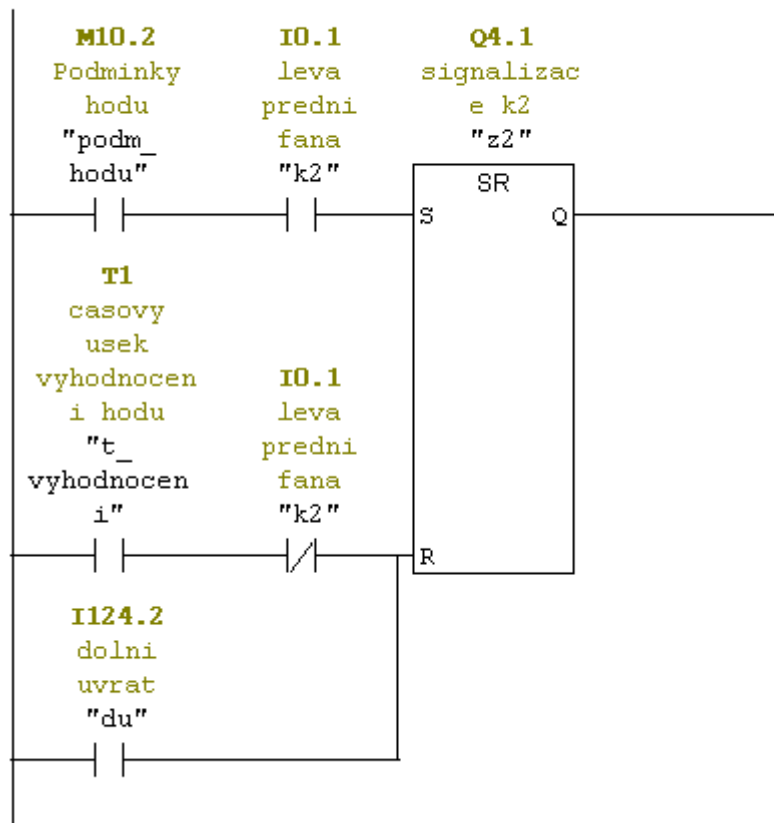 M10.2
Podminky
hodu
"podm_
hodu"
I0.1
leva
predni
fana
"k2"
Q4.1
signalizac
e k2
"z2"
SR
S
Q
T1
casovy
usek
vyhodnocen
i hodu
"t_
vyhodnocen
i"
I0.1
leva
predni
fana
"k2"
R
I124.2
dolni
uvrat
"du"